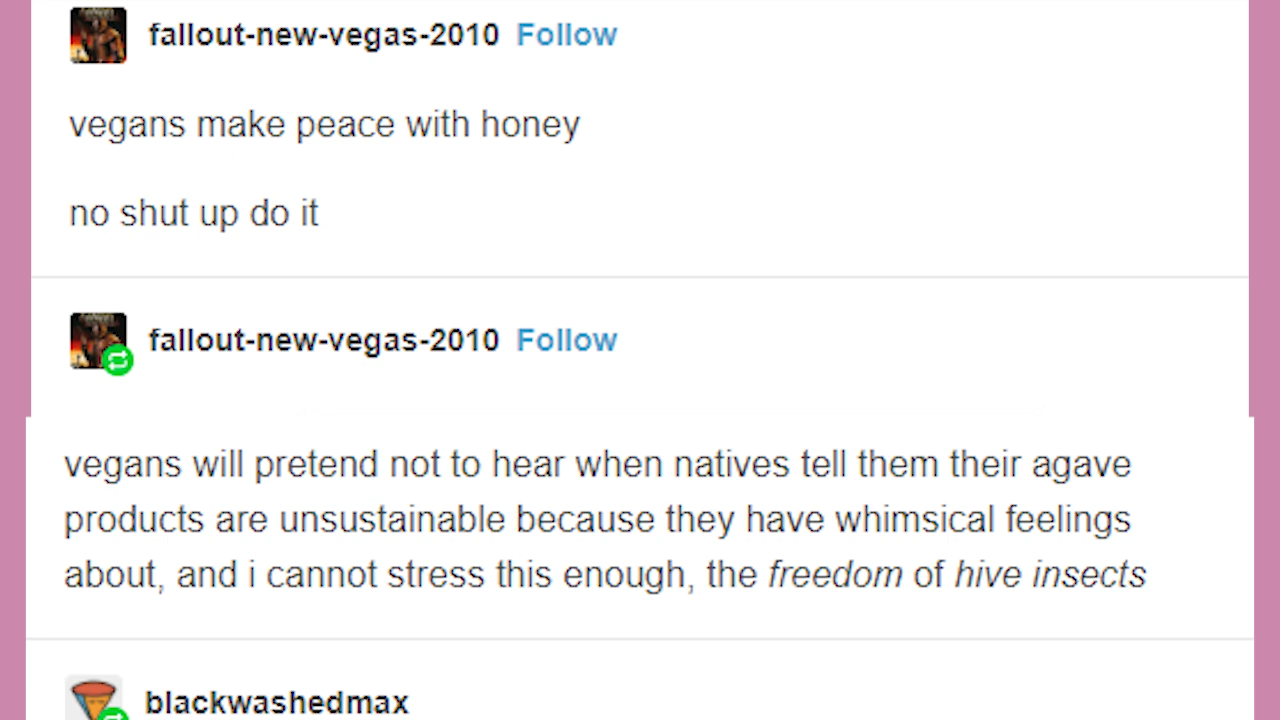 fallout-new-vegas-2010 Follow
vegans make peace with honey
no shut up do it
fallout-new-vegas-2010 Follow
vegans will pretend not to hear when natives tell them their agave
products are unsustainable because they have whimsical feelings
about, and i cannot stress this enough, the freedom of hive insects
blackwashedmax